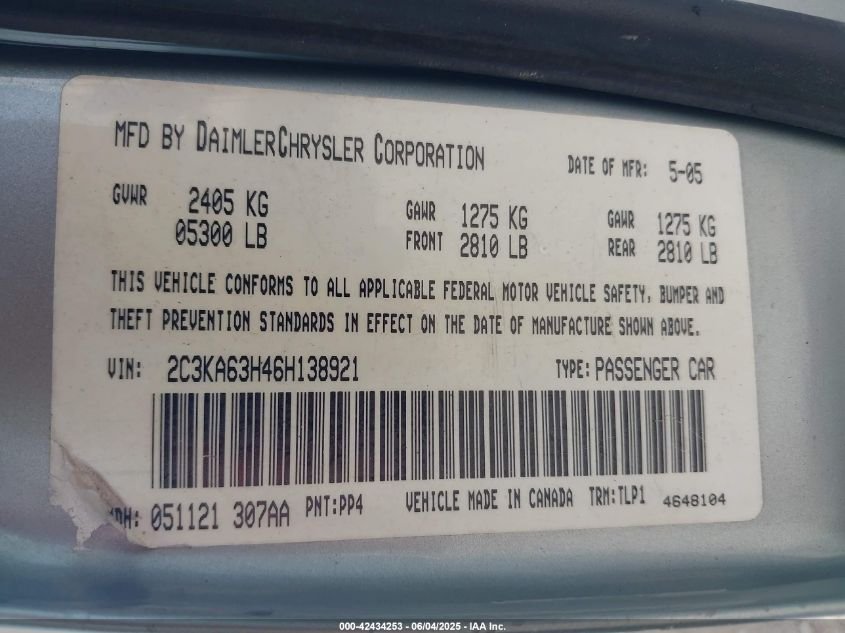 MFD BY DAIMLERCHRYSLER CORPORATION DATE OF MFR: 5-05
GVWR 2405 KG GAWR 1275 KG GAWR 1275 KG
05300 LB FRONT 2810 LB REAR 2810 LB
THIS VEHICLE CONFORMS TO ALL APPLICABLE FEDERAL MOTOR VEHICLE SAFETY, BUMPER AND
THEFT PREVENTION STANDARDS IN EFFECT ON THE DATE OF MANUFACTURE SHOWN ABOVE.
VIN: 2C3KA63H46H138921 TYPE: PASSENGER CAR
051121 307AA PNT:PP4 VEHICLE MADE IN CANADA TRM:TLP1 4648104
000-42434253 - 06/04/2025 - IAA Inc.